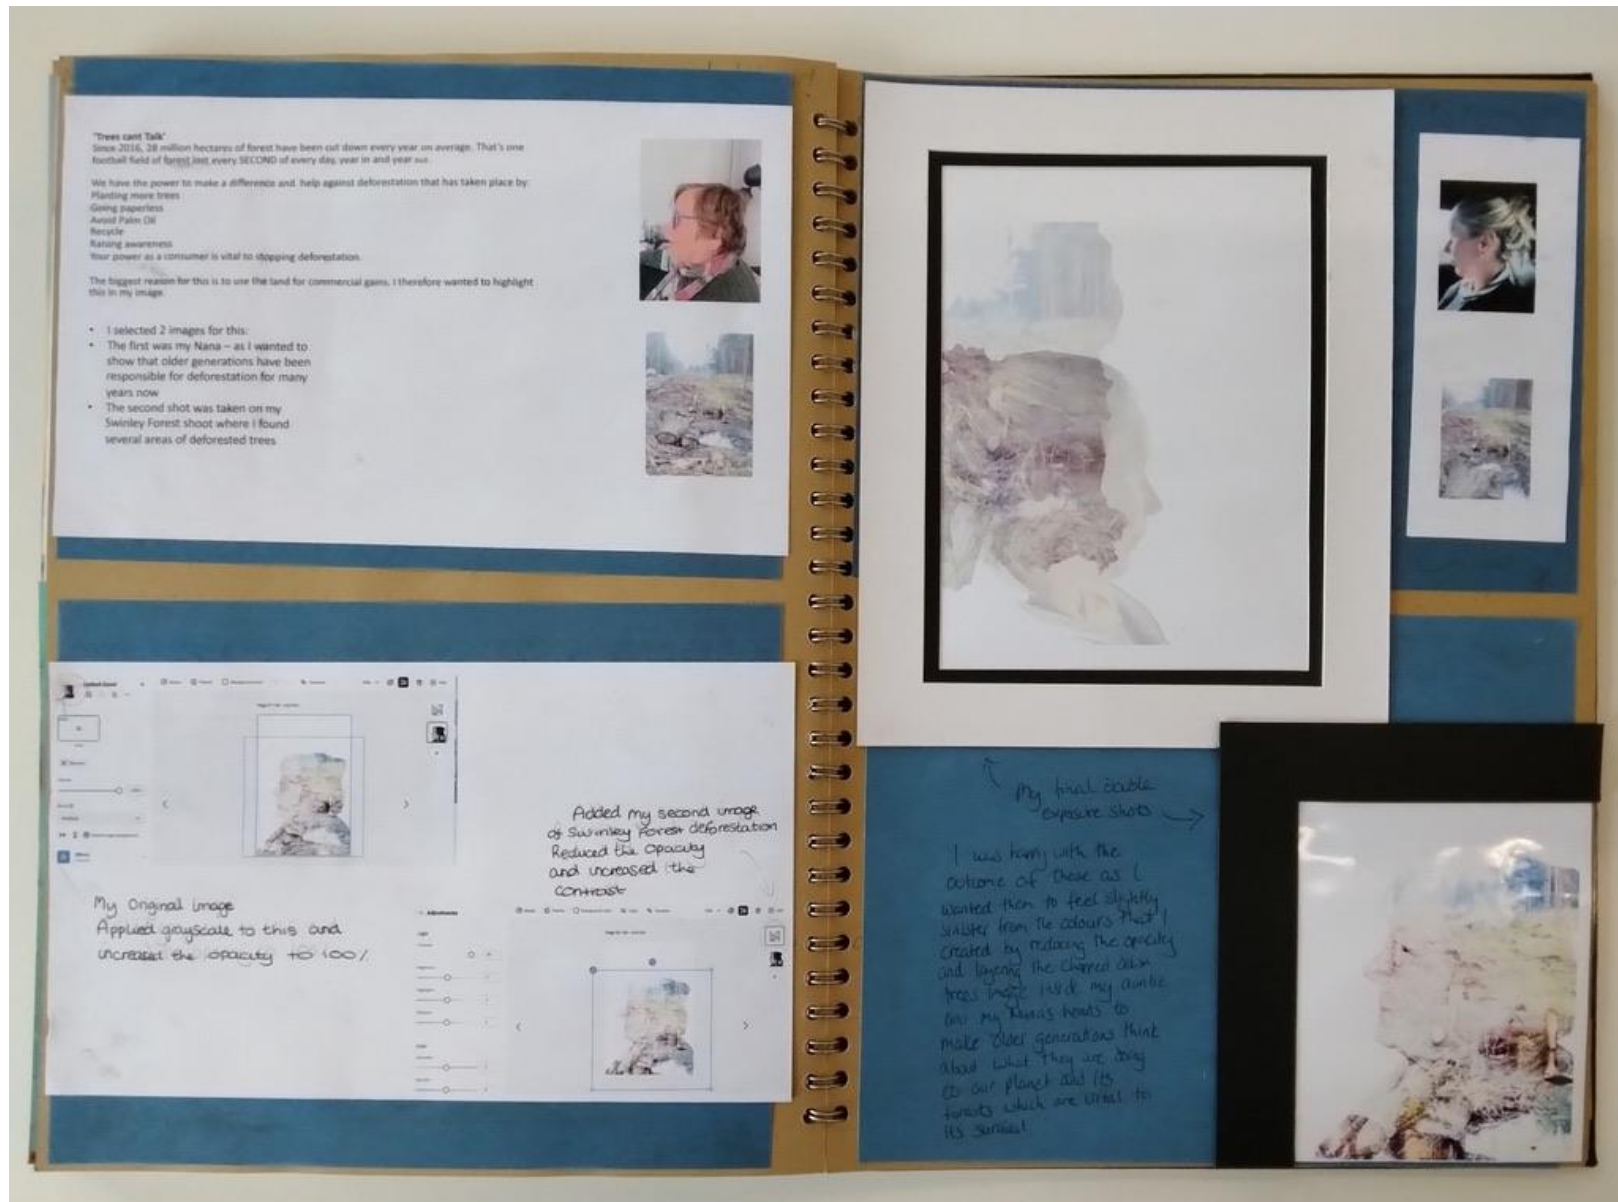 'Trees cant Talk'
Since 2016, 28 million hectares of forest have been cut down every year on average. That's one
football field of forest lost every SECOND of every day, year in and year out.
We have the power to make a difference and help against deforestation that has taken place by:
Planting more trees
Going paperless
Avoid Palm Oil
Recycle
Raising awareness
Your power as a consumer is vital to stopping deforestation.
The biggest reason for this is to use the land for commercial gains, I therefore wanted to highlight
this in my image.
• I selected 2 images for this:
• The first was my Nana – as I wanted to
show that older generations have been
responsible for deforestation for many
years now
• The second shot was taken on my
Swinley Forest shoot where I found
several areas of deforested trees
Added my second image
of Swinley Forest deforestation
Reduced the opacity
and increased the
contrast
My Original image
Applied grayscale to this and
increased the opacity to 100%
Adjustments
My final double
exposure shots
I was happy with the
outcome of these as I
wanted them to feel slightly
sinister from the colours that I
created by reducing the opacity
and layering the chopped down
trees image inside my auntie
and my Nana's heads to
make older generations think
about what they are doing
to our planet and its
forests which are vital to
its survival